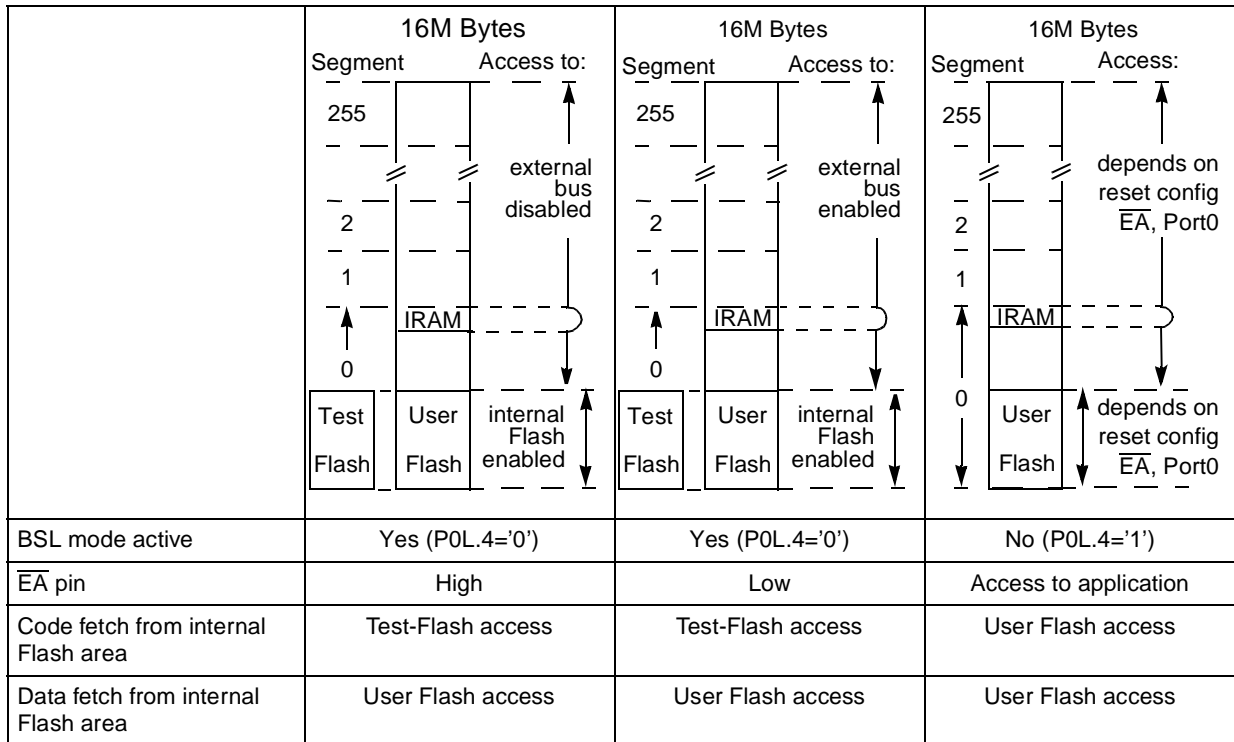 16M Bytes
Segment Access to:
255
external
bus
disabled
2
1
IRAM
0
Test User internal
Flash
Flash Flash enabled
16M Bytes
Segment Access to:
255
external
bus
enabled
2
1
IRAM
0
Test User internal
Flash
Flash Flash enabled
16M Bytes
Segment Access:
255
depends on
reset config
EA, Port0
2
1
IRAM
0
User depends on
reset config
Flash EA, Port0
BSL mode active Yes (P0L.4=’0’) Yes (P0L.4=’0’) No (P0L.4=’1’)
EA pin High Low Access to application
Code fetch from internal Test-Flash access Test-Flash access User Flash access
Flash area
Data fetch from internal User Flash access User Flash access User Flash access
Flash area